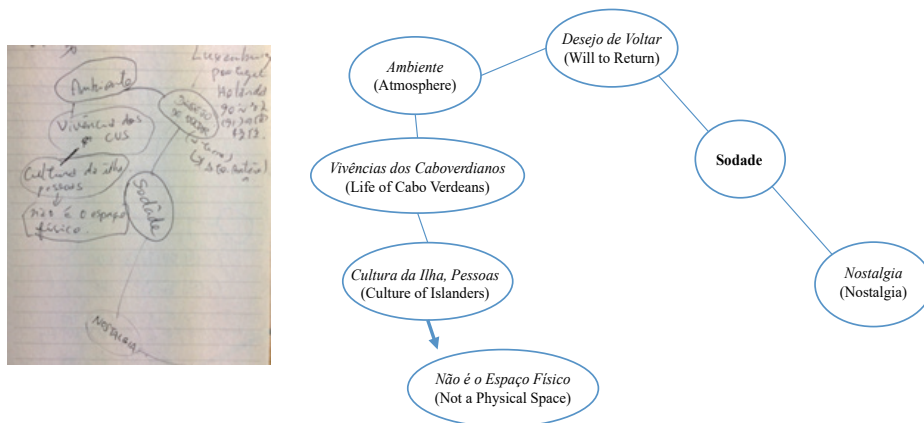 Luxemburg
portugal
Holanda
Ambiente
Vivências dos
Cultura da ilha
pessoas
Sodade
não é o espaço
físico.
Nostalgia
Desejo de Voltar
(Will to Return)
Ambiente
(Atmosphere)
Sodade
Vivências dos Caboverdianos
(Life of Cabo Verdeans)
Cultura da Ilha, Pessoas
(Culture of Islanders)
Nostalgia
(Nostalgia)
Não é o Espaço Físico
(Not a Physical Space)